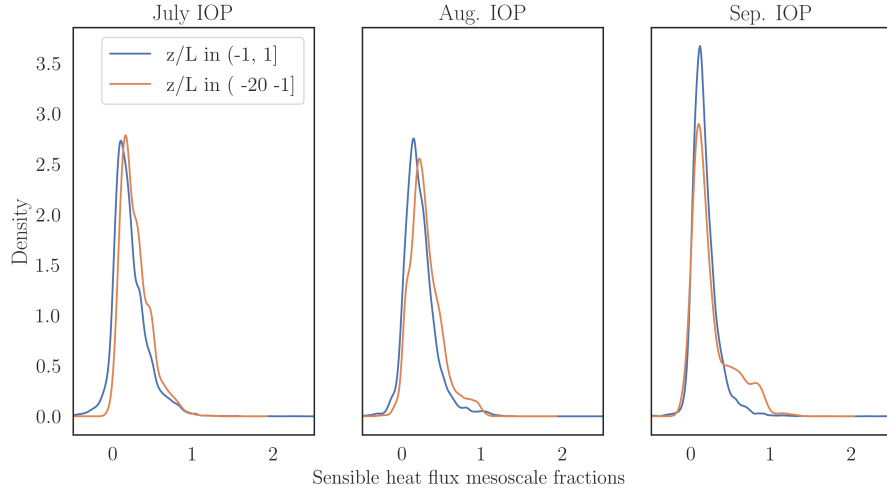 July IOP
Aug. IOP
Sep. IOP
z/L in (-1, 1]
z/L in ( -20 -1]
Density
3.5
3.0
2.5
2.0
1.5
1.0
0.5
0.0
0 1 2
0 1 2
0 1 2
Sensible heat flux mesoscale fractions